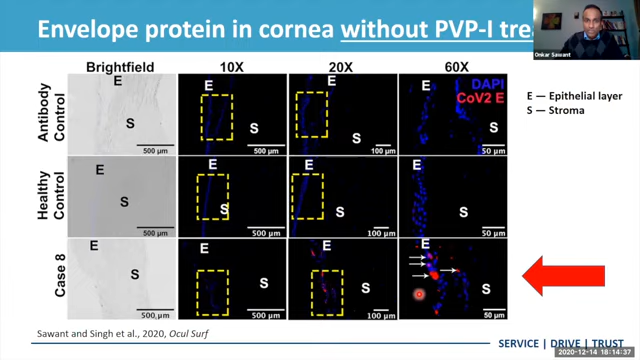 Envelope protein in cornea without PVP-I tre
Onkar Sawant
Brightfield 10X 20X 60X
Antibody Control
E
S
500 µm
E
S
500 µm
E
S
100 µm
DAPI
CoV2 E
E
S
50 µm
E — Epithelial layer
S — Stroma
Healthy Control
E
S
500 µm
E
S
500 µm
E
S
100 µm
E
S
50 µm
Case 8
E
S
500 µm
E
S
500 µm
E
S
100 µm
E
S
50 µm
Sawant and Singh et al., 2020, Ocul Surf
SERVICE | DRIVE | TRUST
2020-12-14 18:14:37